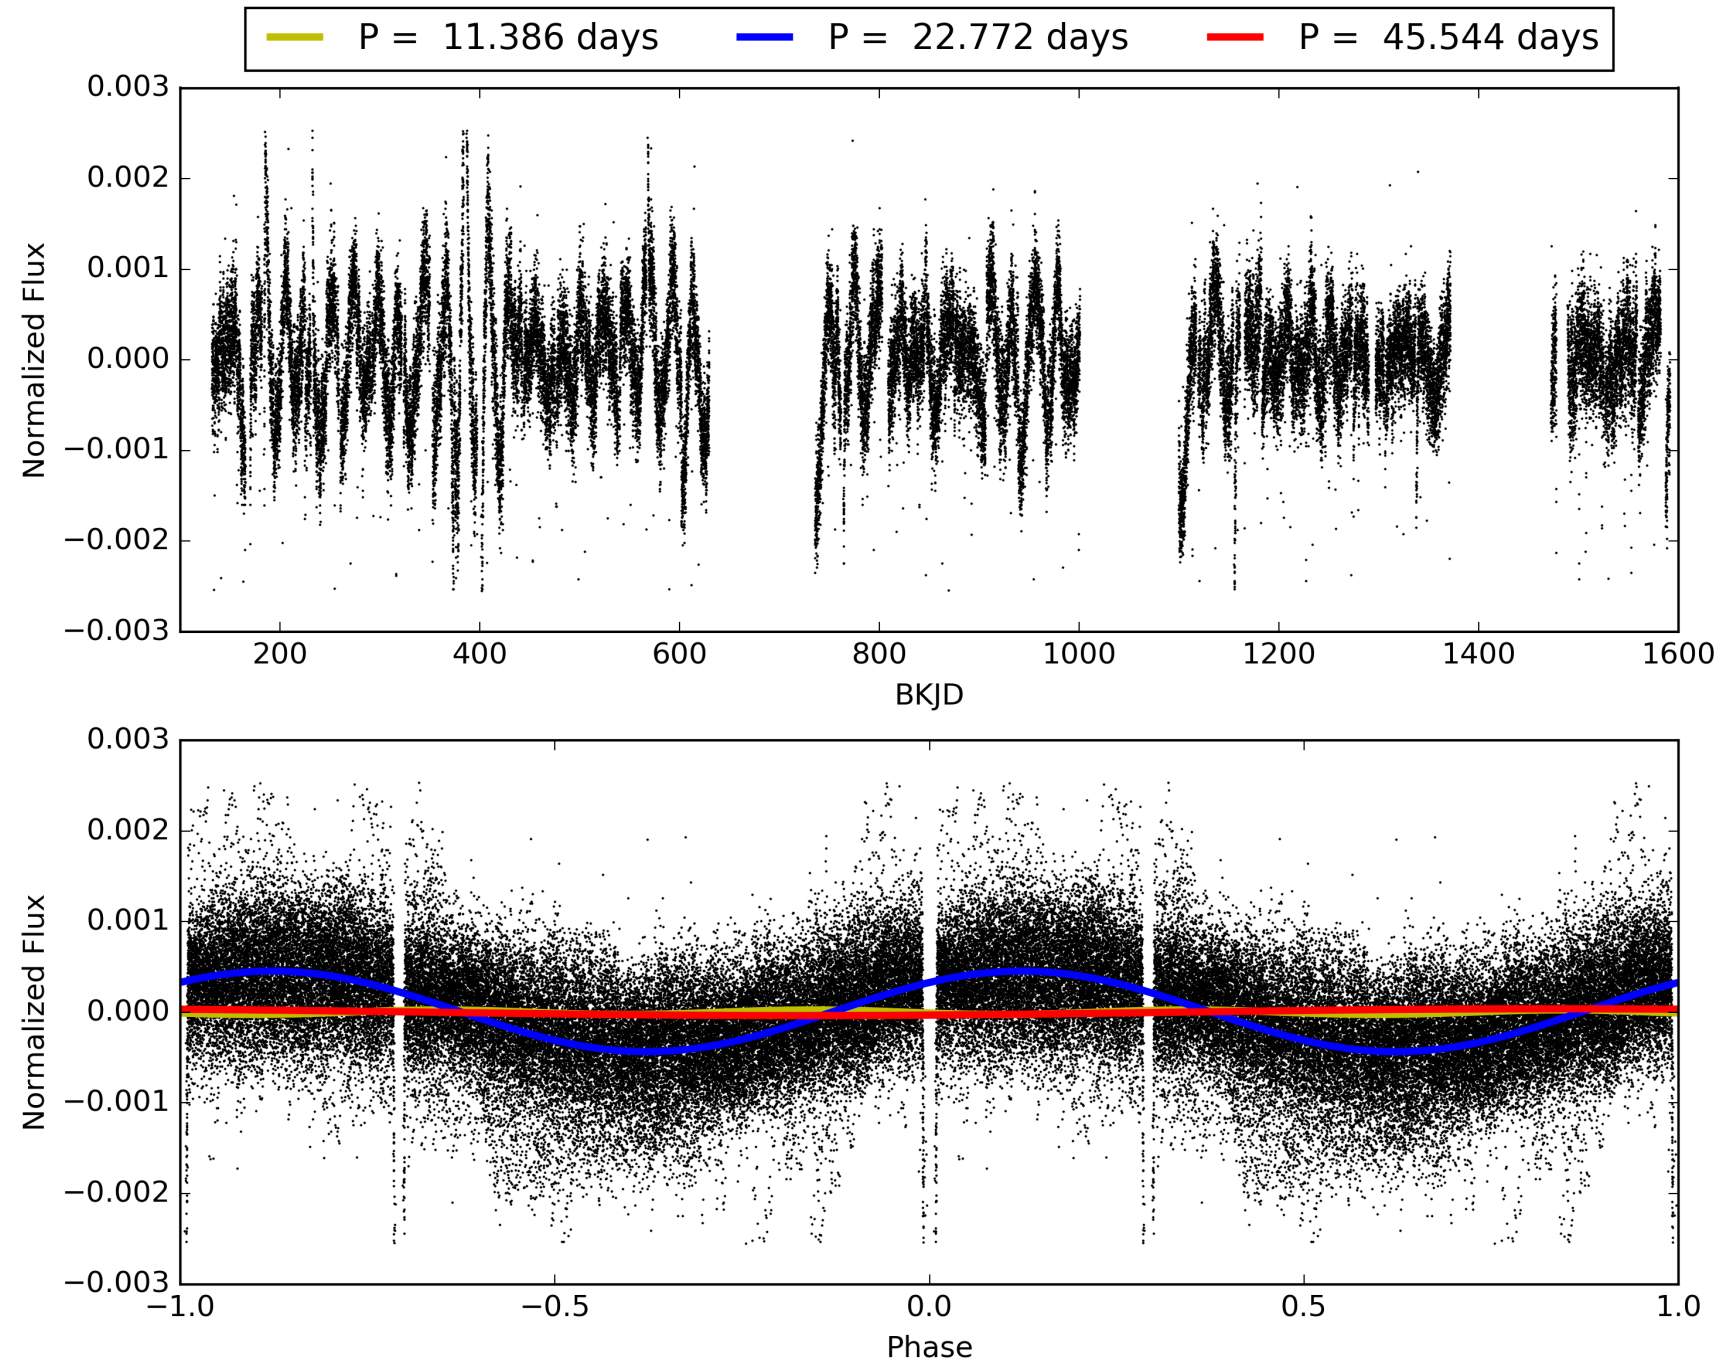 P = 11.386 days P = 22.772 days P = 45.544 days
0.003
0.002
0.001
0.000
−0.001
−0.002
−0.003
Normalized Flux
200 400 600 800 1000 1200 1400 1600
BKJD
0.003
0.002
0.001
0.000
−0.001
−0.002
−0.003
Normalized Flux
−1.0 −0.5 0.0 0.5 1.0
Phase